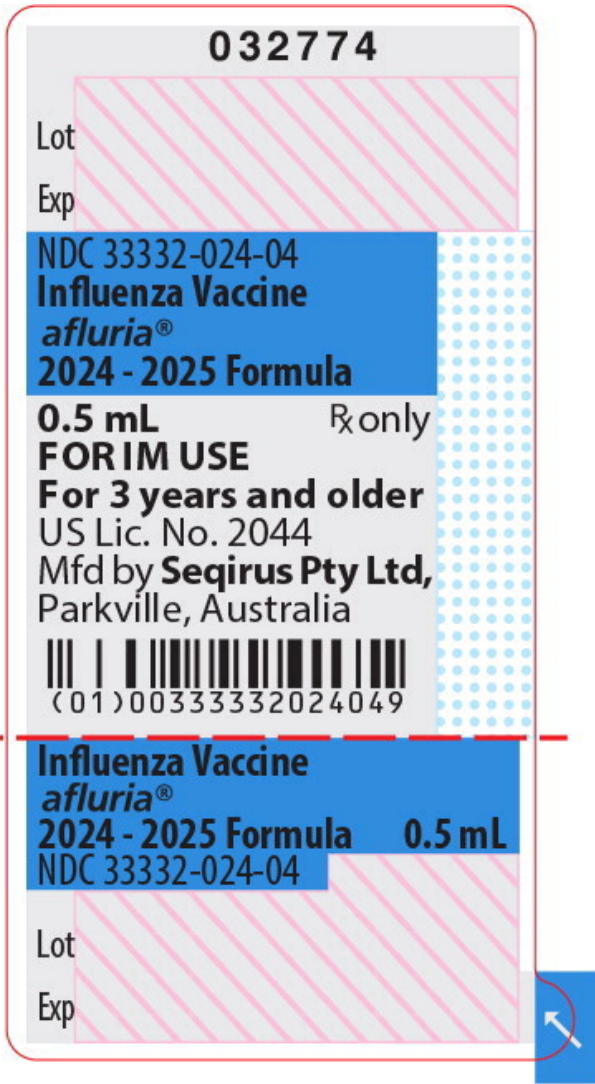 032774
Lot
Exp
NDC 33332-024-04
Influenza Vaccine
afluria®
2024 - 2025 Formula
0.5 mL ℞ only
FOR IM USE
For 3 years and older
US Lic. No. 2044
Mfd by Seqirus Pty Ltd,
Parkville, Australia
(01)00333332024049
Influenza Vaccine
afluria®
2024 - 2025 Formula 0.5 mL
NDC 33332-024-04
Lot
Exp